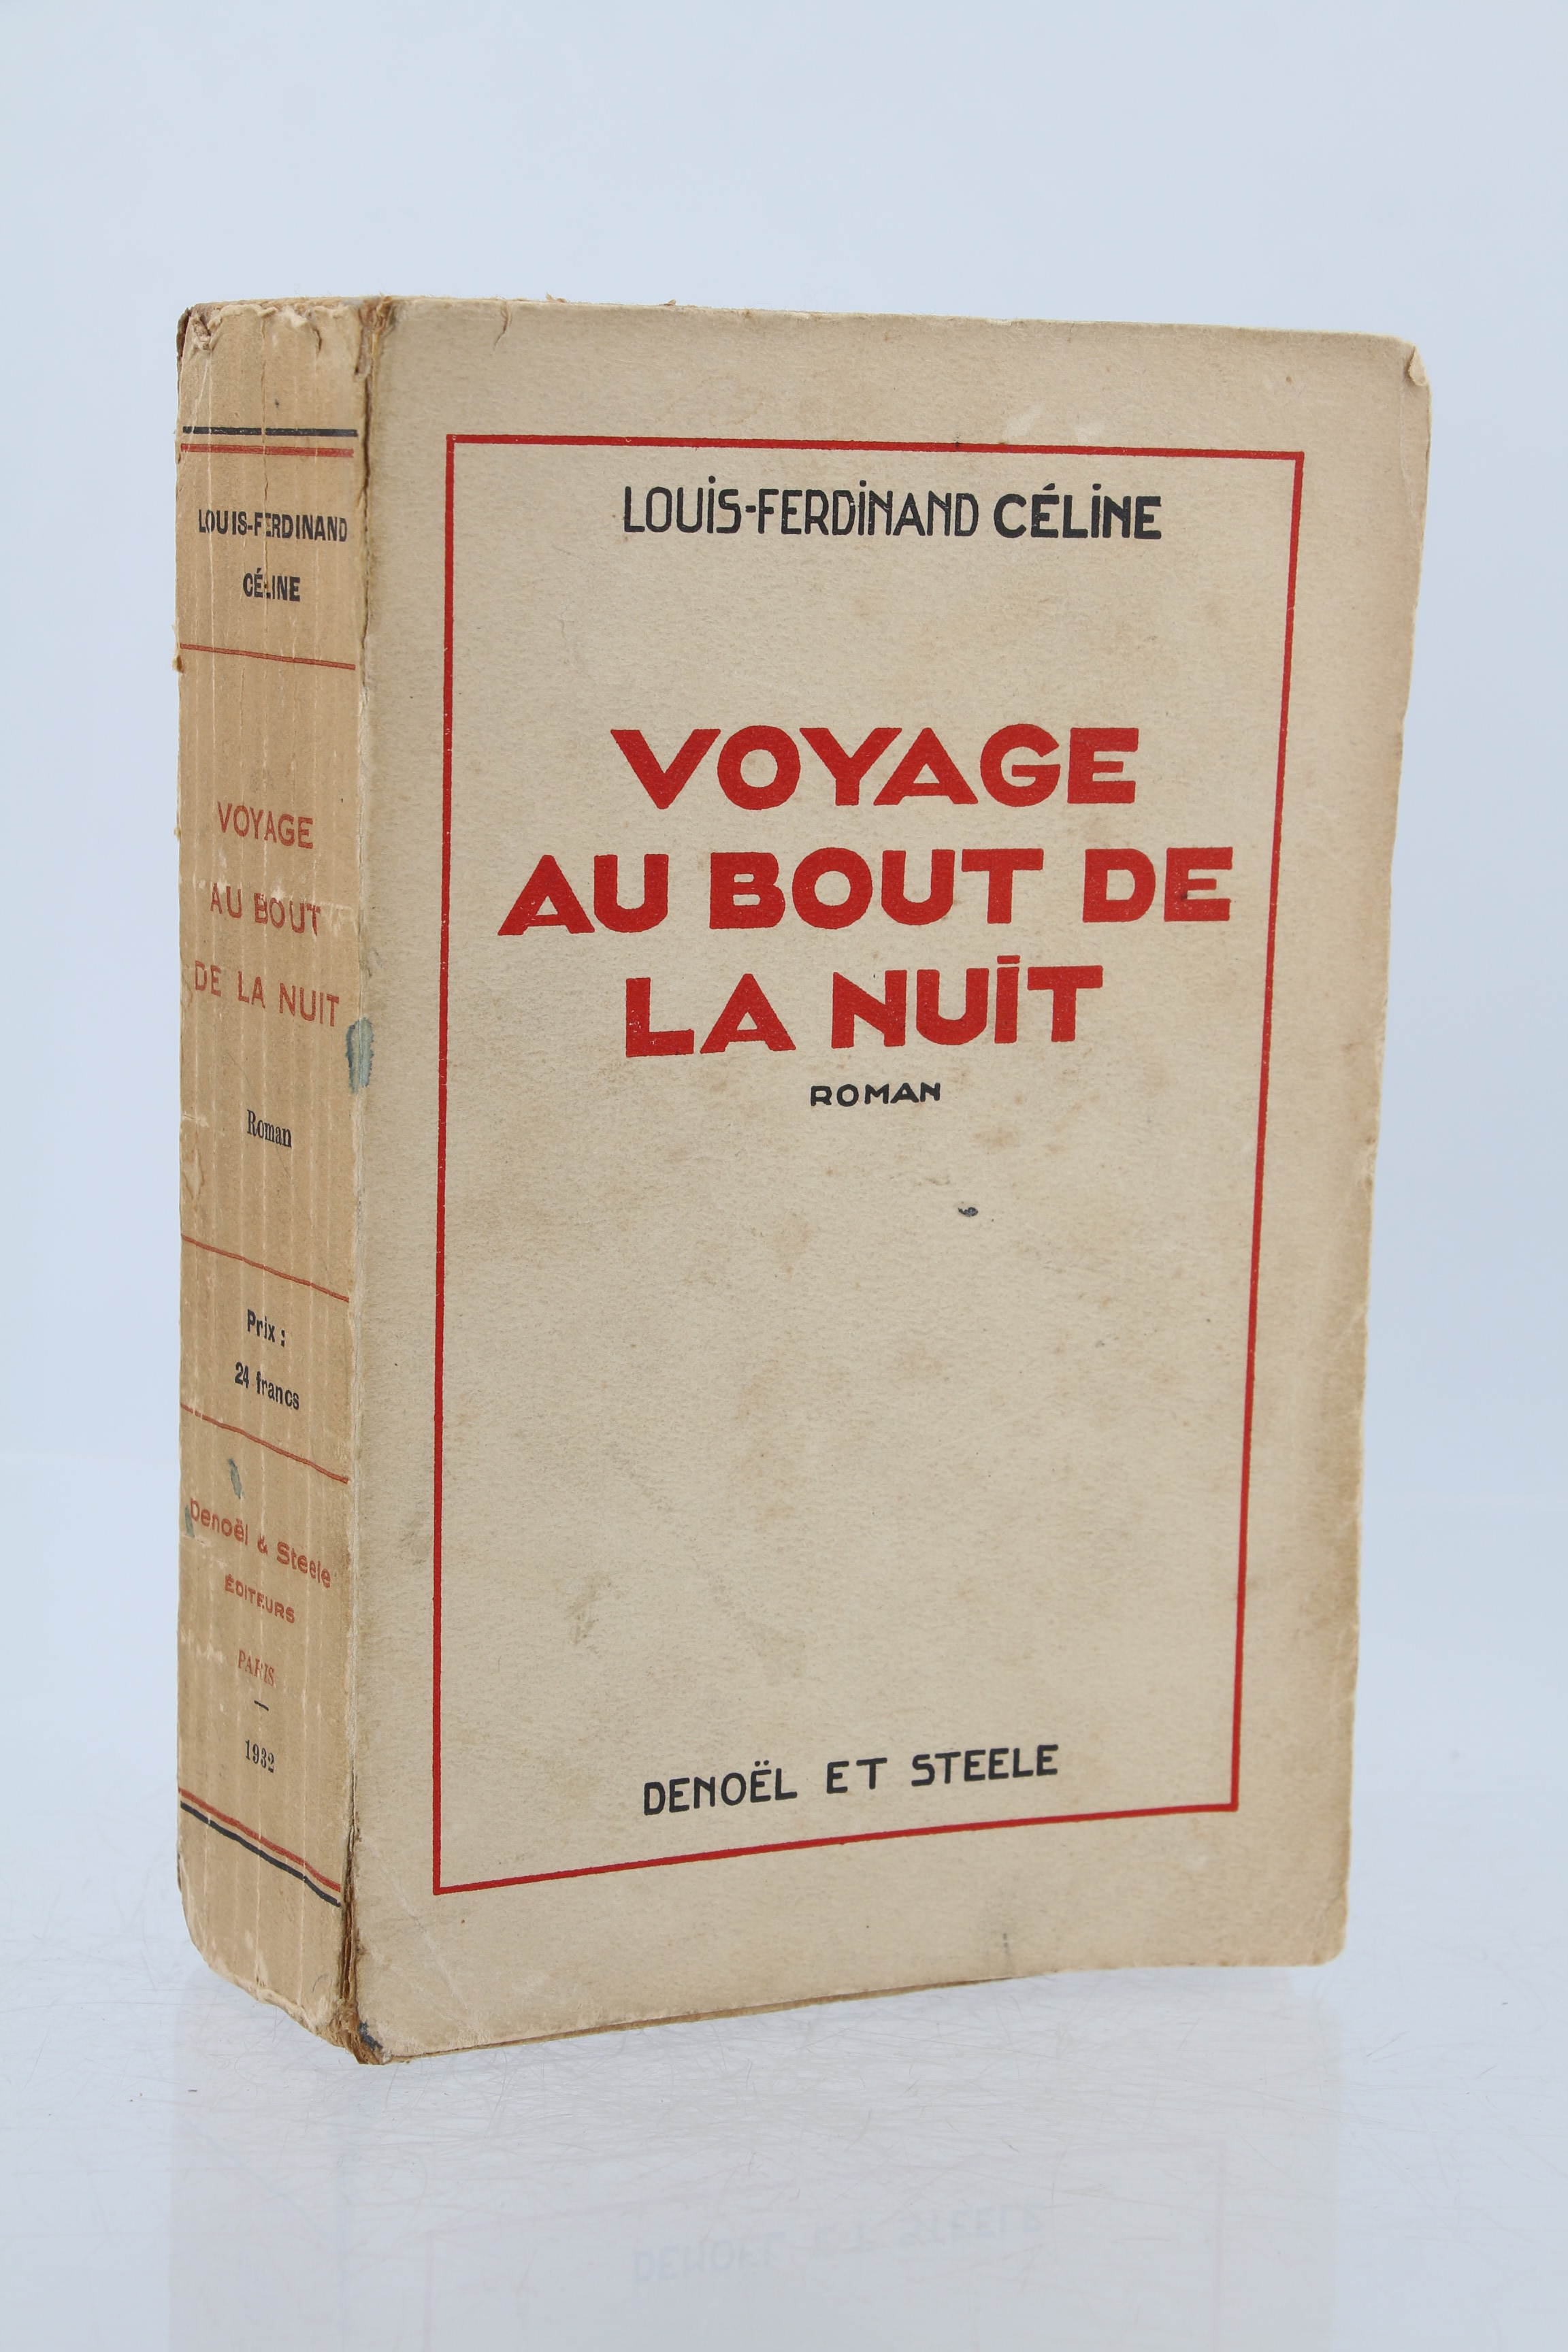 LOUIS-FERDINAND
CÉLINE
VOYAGE
AU BOUT
DE LA NUIT
Roman
Prix :
24 francs
Denoël & Steele
ÉDITEURS
PARIS
1932
LOUiS-FERDiNAND CÉLiNE
VOYAGE
AU BOUT DE
LA NUiT
ROMAN
DENOËL ET STEELE